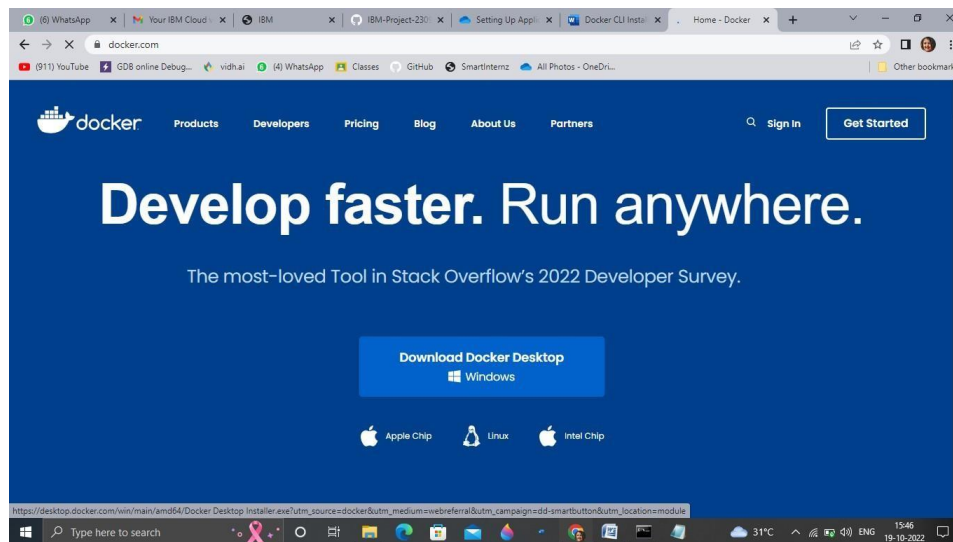 (6) WhatsApp
Your IBM Cloud
IBM
IBM-Project-230
Setting Up Appli
Docker CLI Instal
Home - Docker
docker.com
(911) YouTube
GDB online Debug...
vidh.ai
(4) WhatsApp
Classes
GitHub
SmartInternz
All Photos - OneDri...
Other bookmark
docker
Products
Developers
Pricing
Blog
About Us
Partners
Sign In
Get Started
Develop faster. Run anywhere.
The most-loved Tool in Stack Overflow's 2022 Developer Survey.
Download Docker Desktop
Windows
Apple Chip
Linux
Intel Chip
https://desktop.docker.com/win/main/amd64/Docker Desktop Installer.exe?utm_source=docker&utm_medium=webreferral&utm_campaign=dd-smartbutton&utm_location=module
Type here to search
31°C
ENG
15:46
19-10-2022